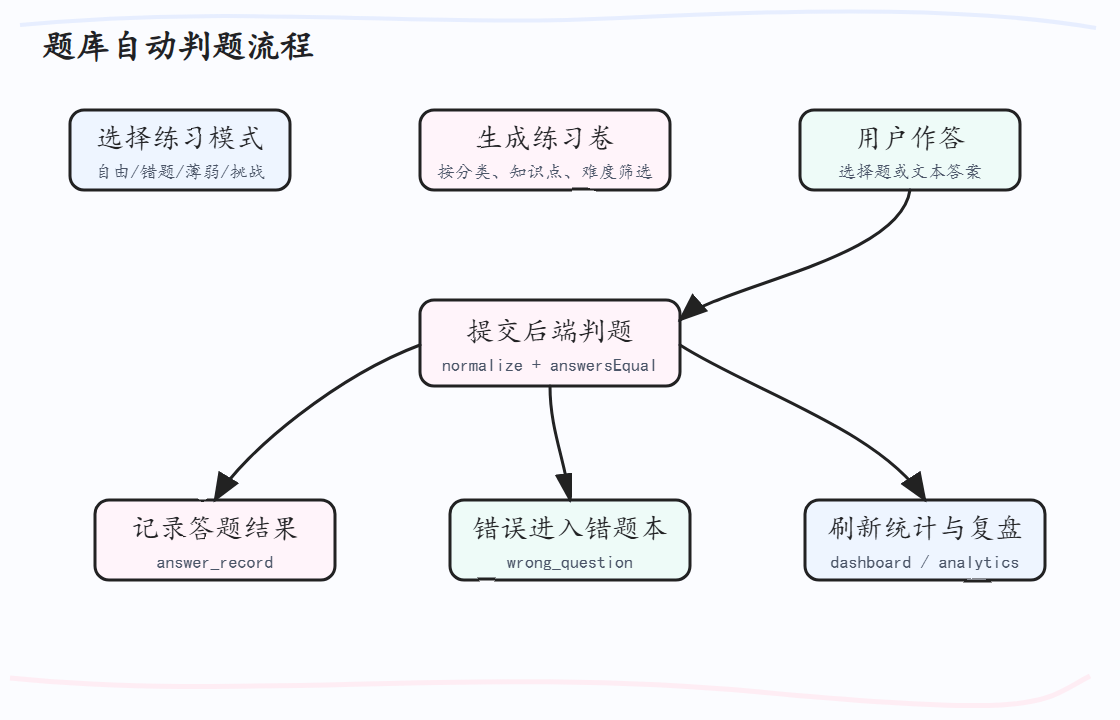 题库自动判题流程
选择练习模式
自由/错题/薄弱/挑战
生成练习卷
按分类、知识点、难度筛选
用户作答
选择题或文本答案
提交后端判题
normalize + answersEqual
记录答题结果
answer_record
错误进入错题本
wrong_question
刷新统计与复盘
dashboard / analytics